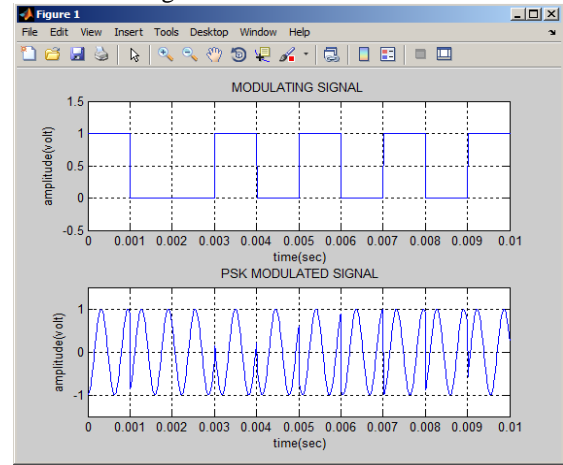 Figure 1
File Edit View Insert Tools Desktop Window Help
MODULATING SIGNAL
1.5
1
0.5
0
-0.5
amplitude(volt)
0 0.001 0.002 0.003 0.004 0.005 0.006 0.007 0.008 0.009 0.01
time(sec)
PSK MODULATED SIGNAL
1
0
-1
amplitude(volt)
0 0.001 0.002 0.003 0.004 0.005 0.006 0.007 0.008 0.009 0.01
time(sec)